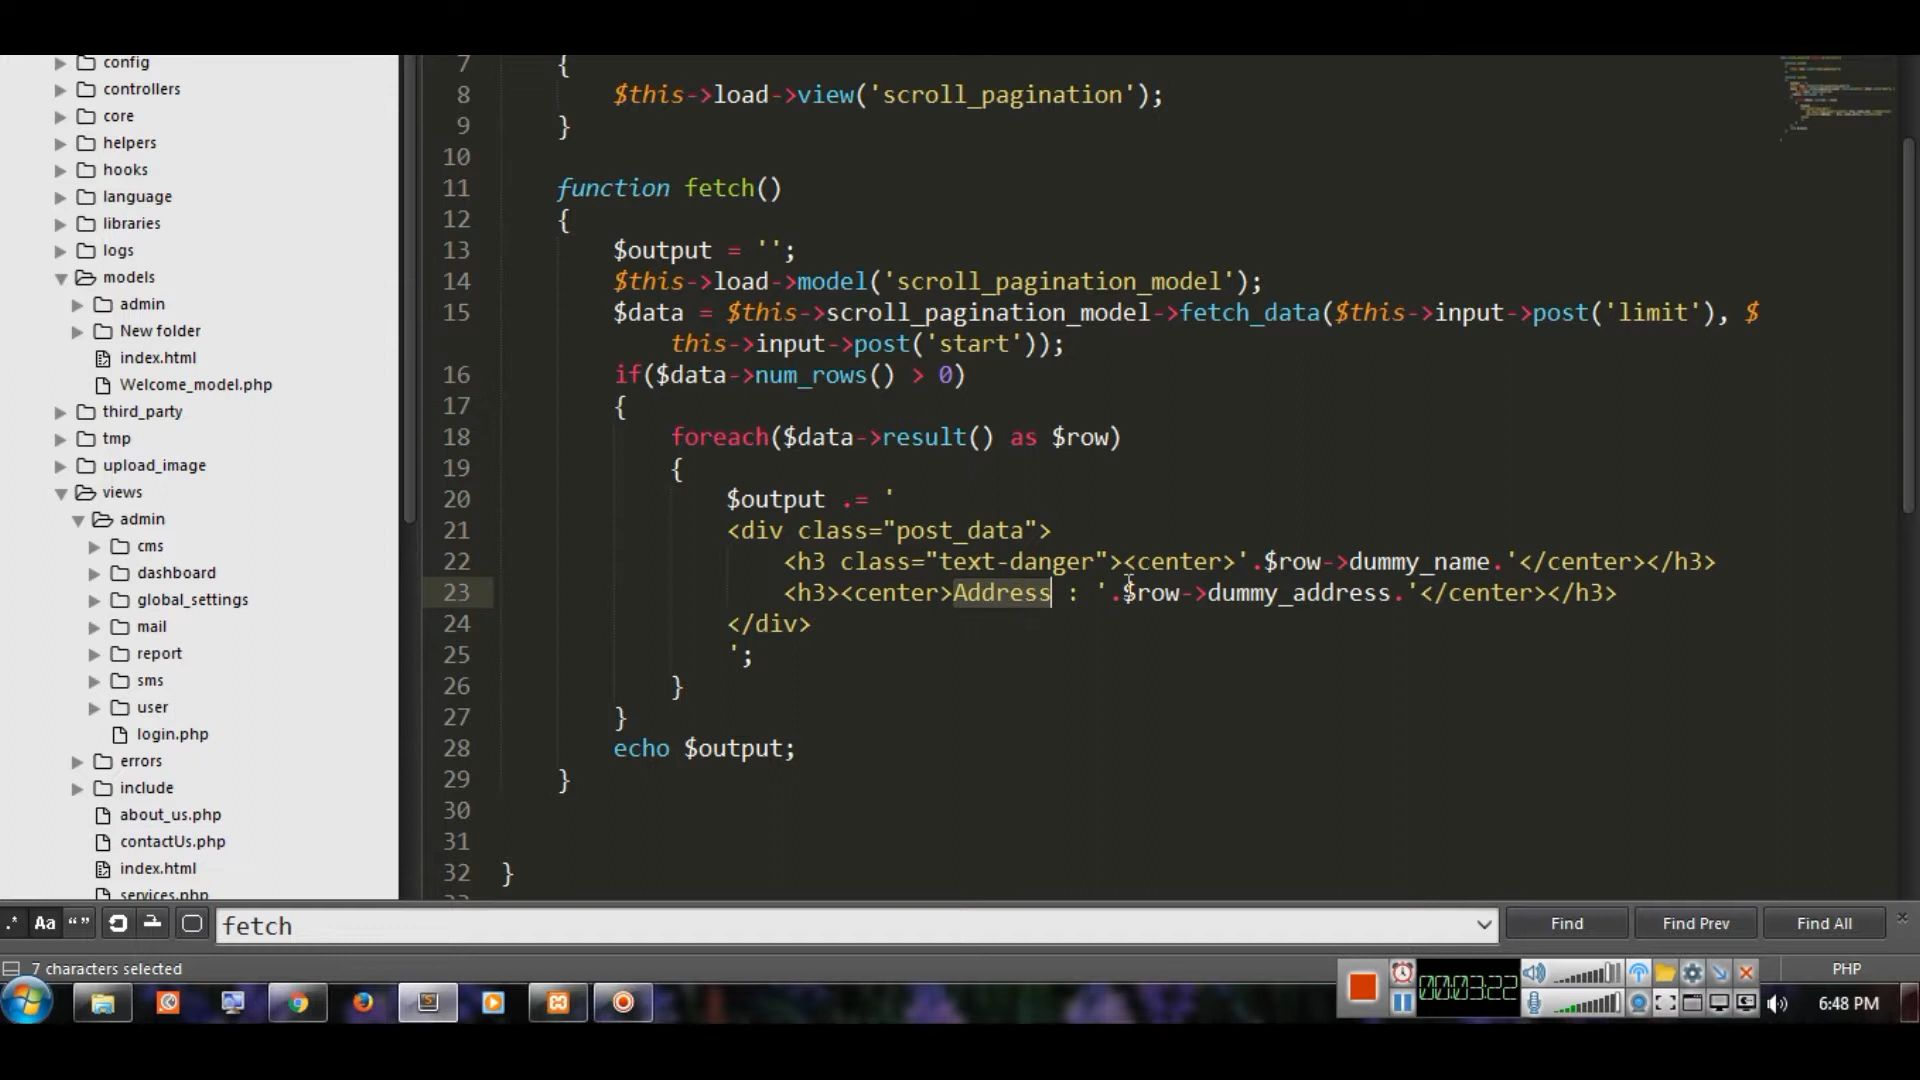 config
controllers
core
helpers
hooks
language
libraries
logs
models
admin
New folder
index.html
Welcome_model.php
third_party
tmp
upload_image
views
admin
cms
dashboard
global_settings
mail
report
sms
user
login.php
errors
include
about_us.php
contactUs.php
index.html
services.php
7 {
8 $this->load->view('scroll_pagination');
9 }
10
11 function fetch()
12 {
13 $output = '';
14 $this->load->model('scroll_pagination_model');
15 $data = $this->scroll_pagination_model->fetch_data($this->input->post('limit'), $
this->input->post('start'));
16 if($data->num_rows() > 0)
17 {
18 foreach($data->result() as $row)
19 {
20 $output .= '
21 <div class="post_data">
22 <h3 class="text-danger"><center>'.$row->dummy_name.'</center></h3>
23 <h3><center>Address : '.$row->dummy_address.'</center></h3>
24 </div>
25 ';
26 }
27 }
28 echo $output;
29 }
30
31
32 }
.* Aa “ ” fetch Find Find Prev Find All
7 characters selected PHP
00:03:22
6:48 PM